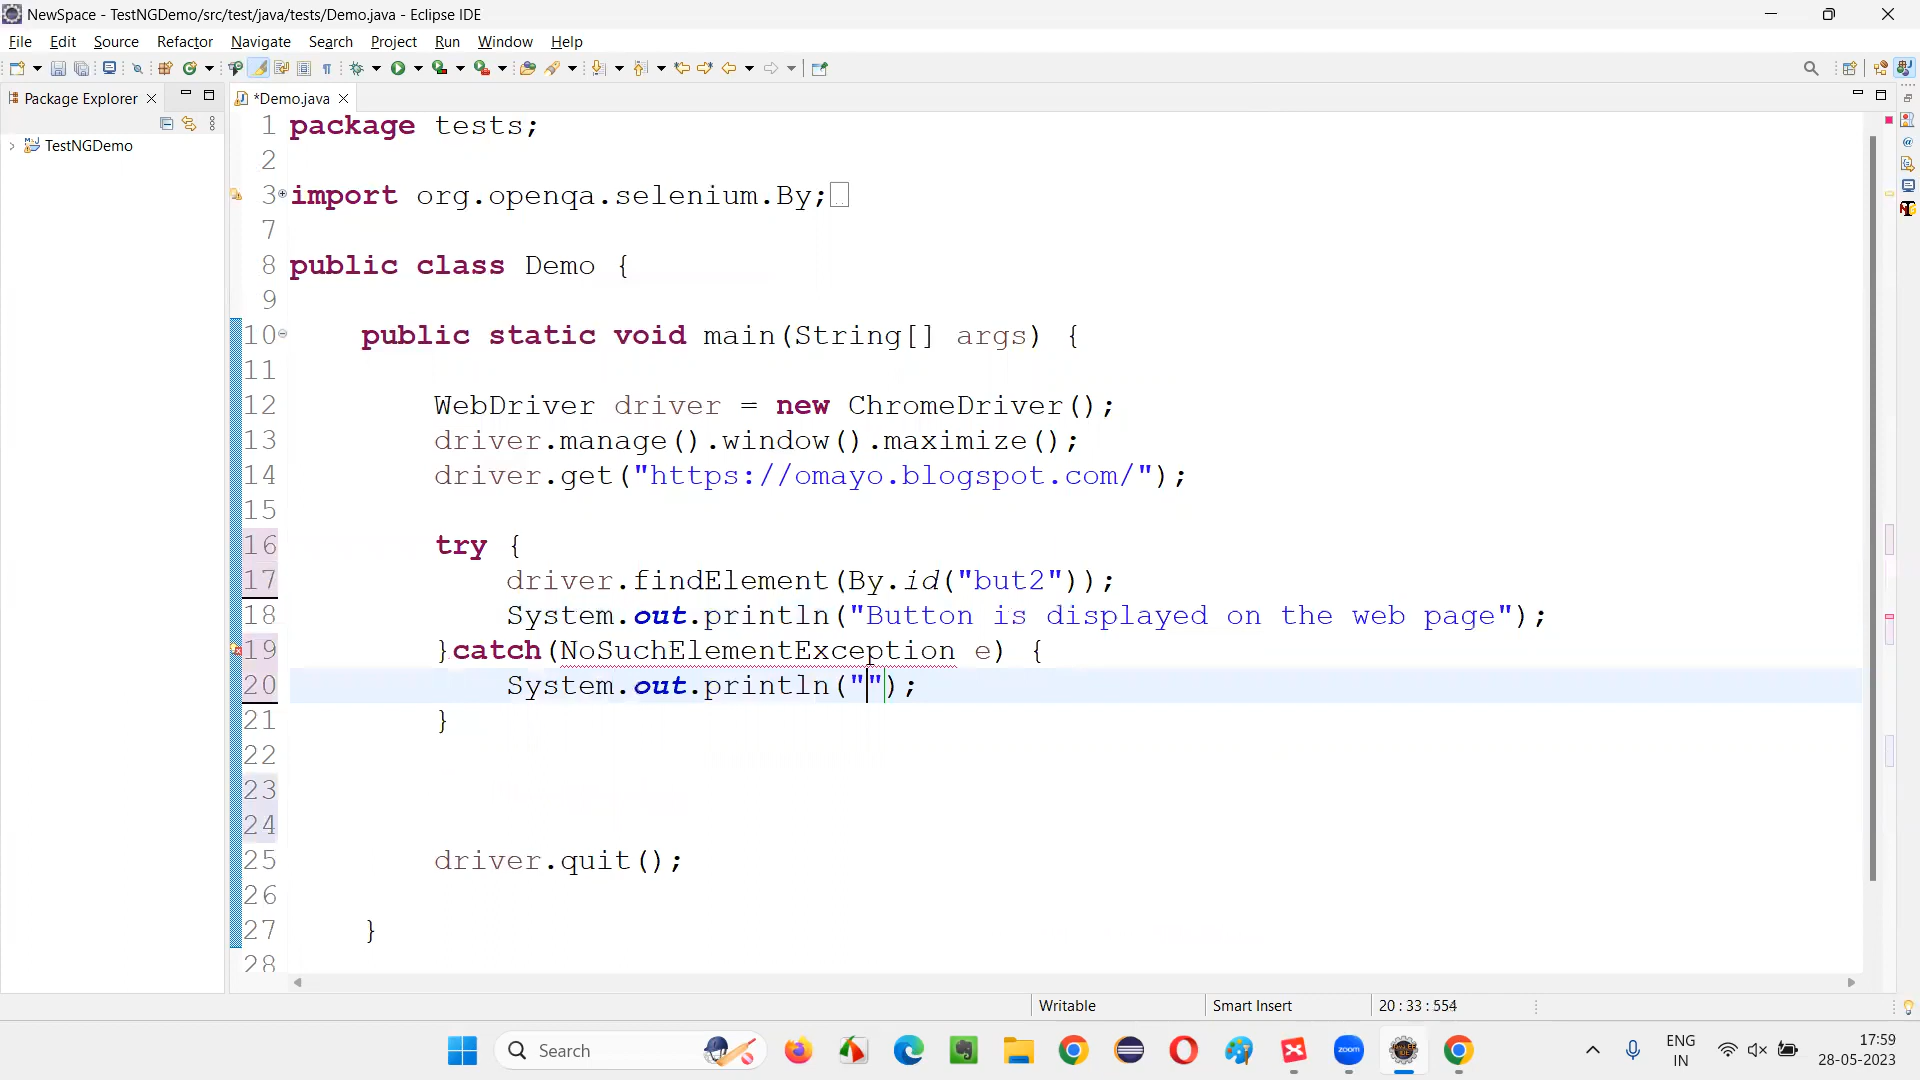 NewSpace - TestNGDemo/src/test/java/tests/Demo.java - Eclipse IDE
File Edit Source Refactor Navigate Search Project Run Window Help
Package Explorer
*Demo.java
TestNGDemo
1 package tests;
2
3 import org.openqa.selenium.By;
7
8 public class Demo {
9
10 public static void main(String[] args) {
11
12 WebDriver driver = new ChromeDriver();
13 driver.manage().window().maximize();
14 driver.get("https://omayo.blogspot.com/");
15
16 try {
17 driver.findElement(By.id("but2"));
18 System.out.println("Button is displayed on the web page");
19 }catch(NoSuchElementException e) {
20 System.out.println("");
21 }
22
23
24
25 driver.quit();
26
27 }
28
Writable Smart Insert 20 : 33 : 554
Search
zoom
ENG
IN
17:59
28-05-2023